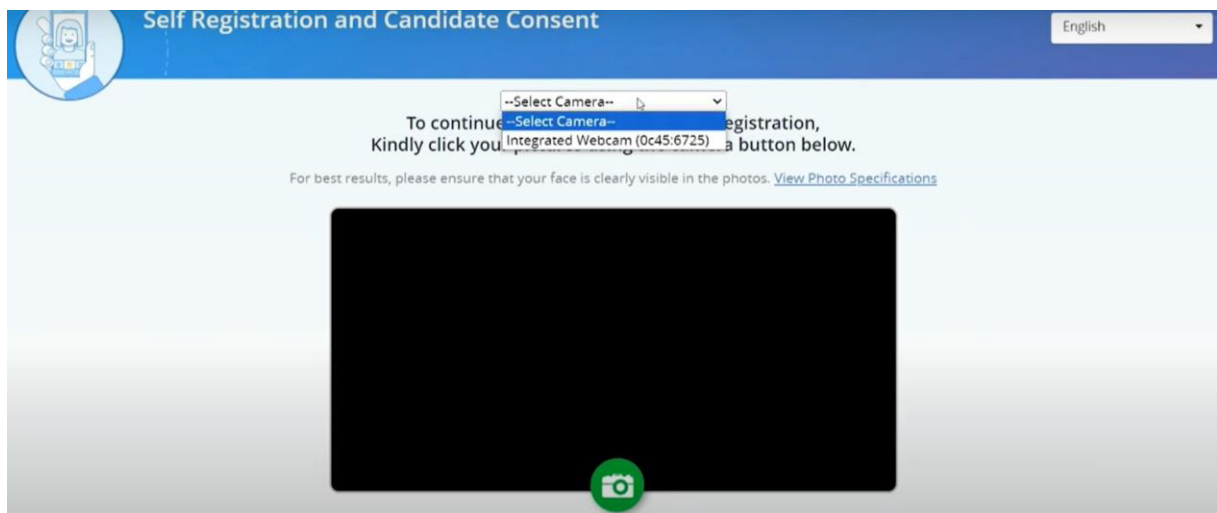 Self Registration and Candidate Consent
English
--Select Camera--
--Select Camera--
Integrated Webcam (0c45:6725)
To continue egistration,
Kindly click you a button below.
For best results, please ensure that your face is clearly visible in the photos. View Photo Specifications